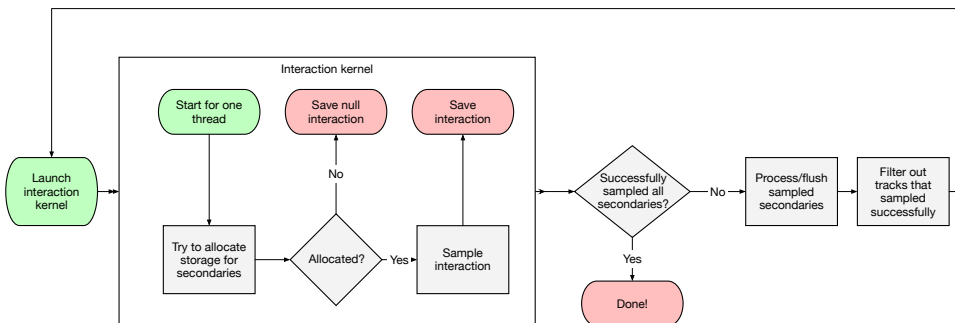 Interaction kernel
Start for one
thread
Save null
interaction
Save
interaction
Launch
interaction
kernel
No
Try to allocate
storage for
secondaries
Allocated?
Yes
Sample
interaction
Successfully
sampled all
secondaries?
No
Process/flush
sampled
secondaries
Filter out
tracks that
sampled
successfully
Yes
Done!